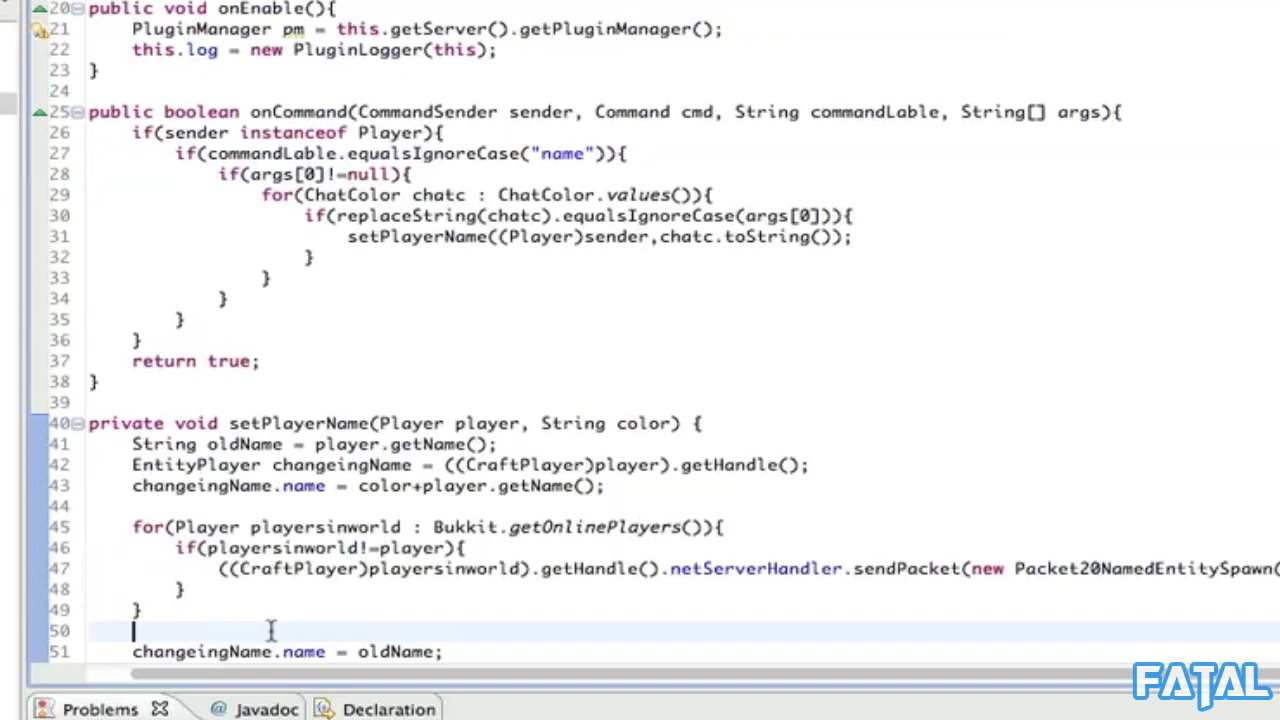 20 public void onEnable(){
21 PluginManager pm = this.getServer().getPluginManager();
22 this.log = new PluginLogger(this);
23 }
24
25 public boolean onCommand(CommandSender sender, Command cmd, String commandLable, String[] args){
26 if(sender instanceof Player){
27 if(commandLable.equalsIgnoreCase("name")){
28 if(args[0]!=null){
29 for(ChatColor chatc : ChatColor.values()){
30 if(replaceString(chatc).equalsIgnoreCase(args[0])){
31 setPlayerName((Player)sender,chatc.toString());
32 }
33 }
34 }
35 }
36 }
37 return true;
38 }
39
40 private void setPlayerName(Player player, String color) {
41 String oldName = player.getName();
42 EntityPlayer changeingName = ((CraftPlayer)player).getHandle();
43 changeingName.name = color+player.getName();
44
45 for(Player playersinworld : Bukkit.getOnlinePlayers()){
46 if(playersinworld!=player){
47 ((CraftPlayer)playersinworld).getHandle().netServerHandler.sendPacket(new Packet20NamedEntitySpawn(
48 }
49 }
50
51 changeingName.name = oldName;
FATAL
Problems @ Javadoc Declaration